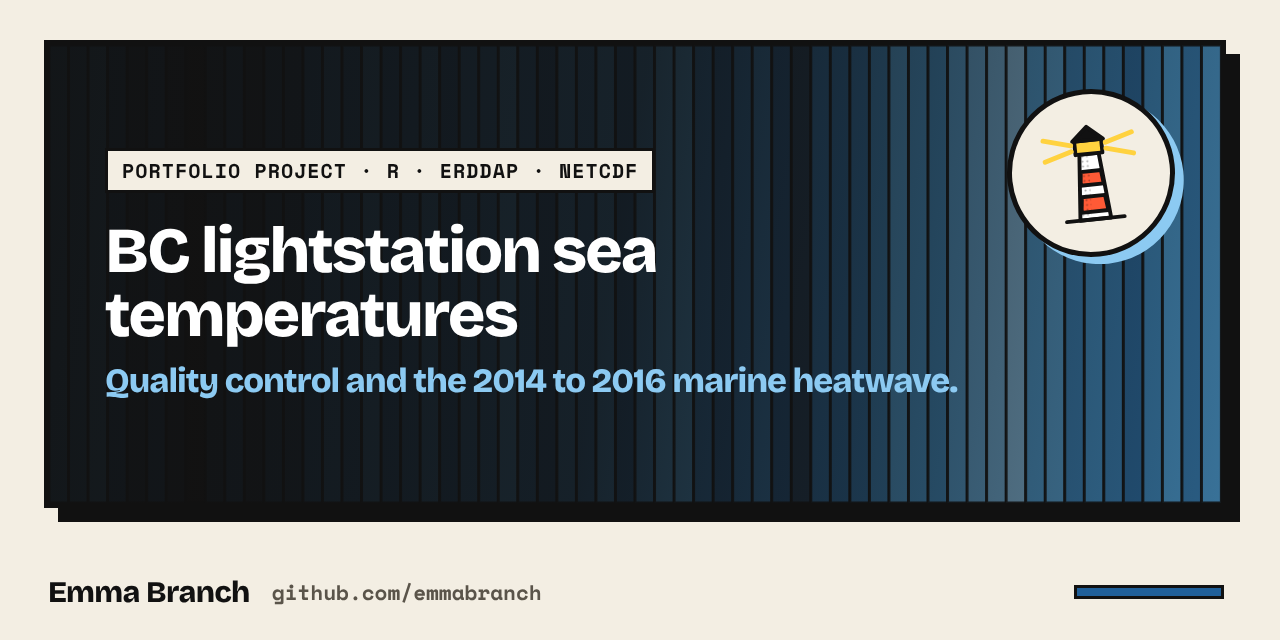 PORTFOLIO PROJECT · R · ERDDAP · NETCDF
BC lightstation sea
temperatures
Quality control and the 2014 to 2016 marine heatwave.
Emma Branch github.com/emmabranch